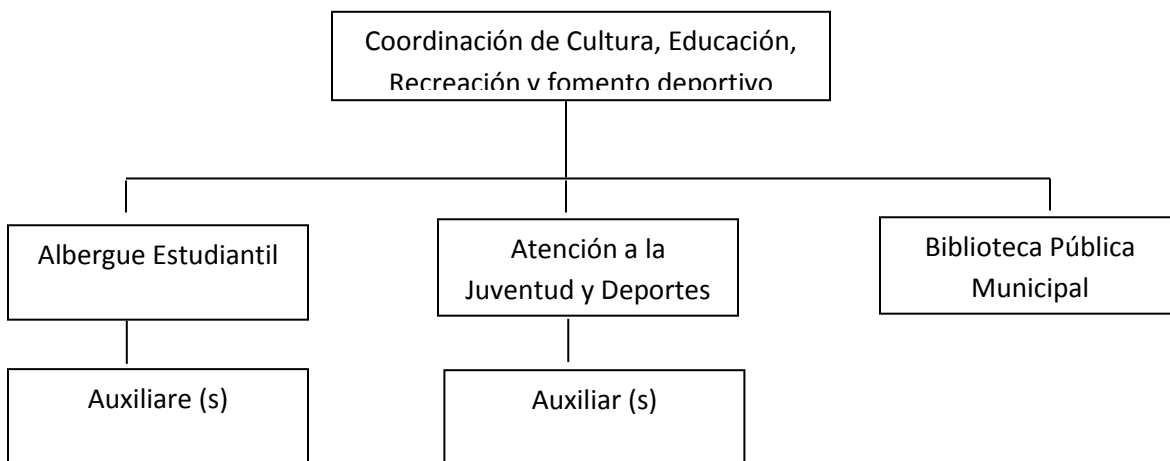 Coordinación de Cultura, Educación,
Recreación y fomento deportivo
Albergue Estudiantil
Atención a la
Juventud y Deportes
Biblioteca Pública
Municipal
Auxiliare (s)
Auxiliar (s)